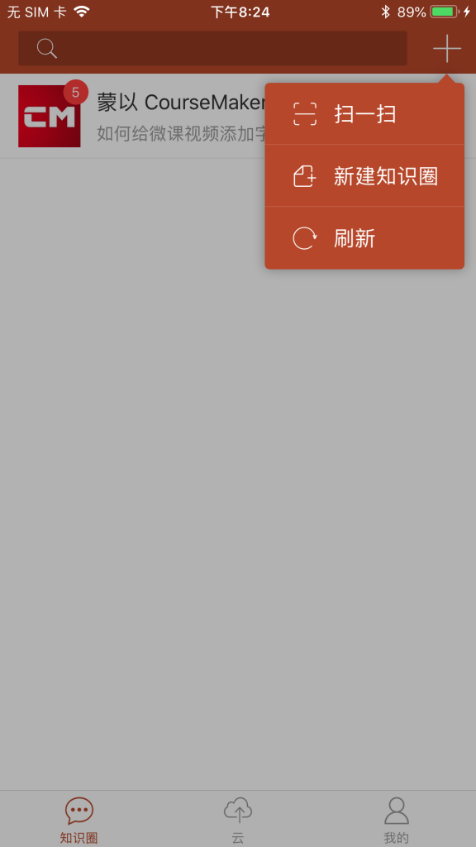 无 SIM 卡 下午8:24 89%
5
CM
蒙以 CourseMaker
如何给微课视频添加字
扫一扫
新建知识圈
刷新
知识圈 云 我的